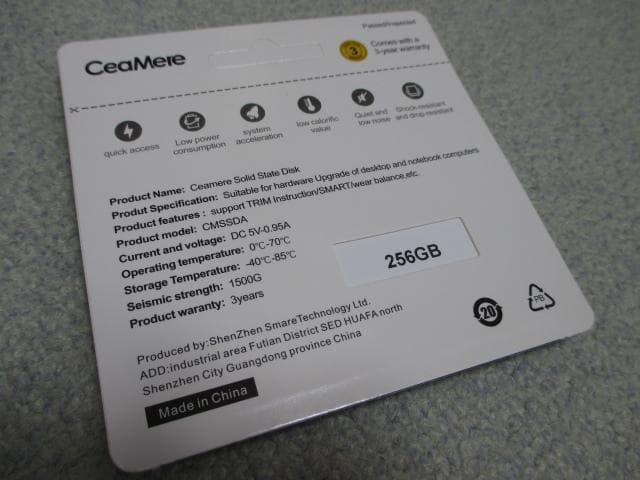 PassedInspected
CeaMere
3
Comes with a
3-year warranty
quick access
Low power
consumption
system
acceleration
low calorific
value
Quiet and
low noise
Shock-resistant
and drop-resistant
Product Name: Ceamere Solid State Disk
Produt Specification: Suitable for hardware Upgrade of desktop and notebook computers
Product features : support TRIM Instruction/SMART/wear balance,etc.
Product model: CMSSDA
Current and voltage: DC 5V-0.95A
Operating temperature: 0℃-70℃
Storage Temperature: -40℃-85℃
Seismic strength: 1500G
Product waranty: 3years
256GB
Produced by:ShenZhen SmareTechnology Ltd.
ADD:industrial area Futian District SED HUAFA north
Shenzhen City Guangdong province China
Made in China
20
PB